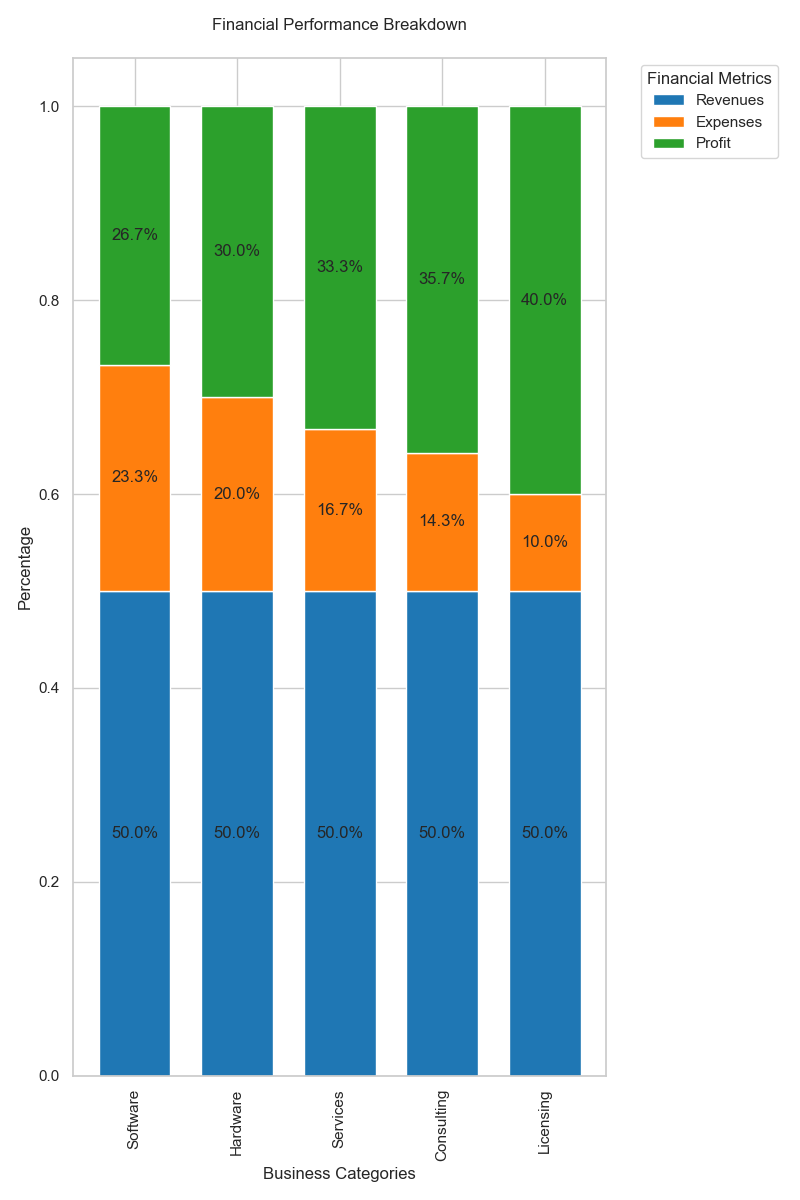 Financial Performance Breakdown
Financial Metrics
Revenues
Expenses
Profit
Percentage
1.0
0.8
0.6
0.4
0.2
0.0
26.7%
30.0%
33.3%
35.7%
40.0%
23.3%
20.0%
16.7%
14.3%
10.0%
50.0%
50.0%
50.0%
50.0%
50.0%
Software
Hardware
Services
Consulting
Licensing
Business Categories